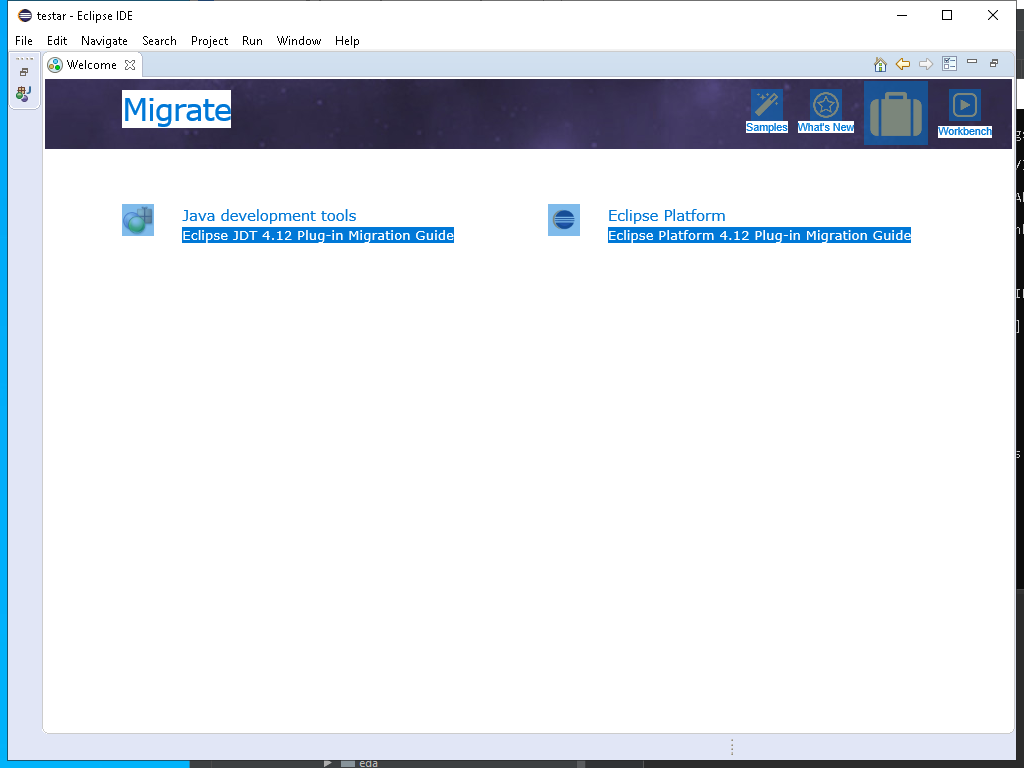 testar - Eclipse IDE
File Edit Navigate Search Project Run Window Help
Welcome
Migrate
Samples
What's New
Workbench
Java development tools
Eclipse JDT 4.12 Plug-in Migration Guide
Eclipse Platform
Eclipse Platform 4.12 Plug-in Migration Guide
eda